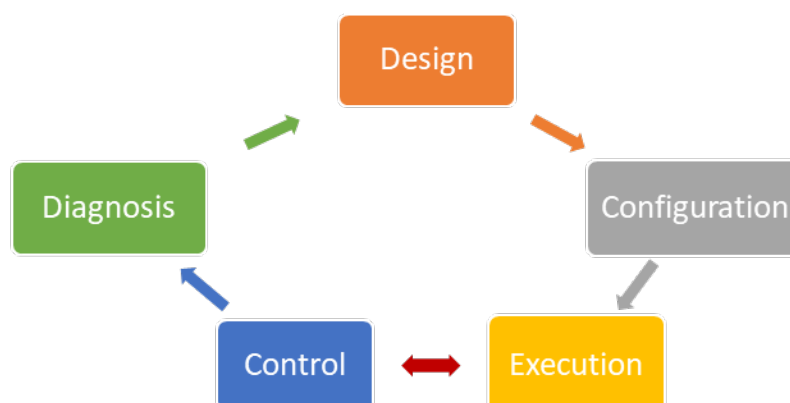 Design
Diagnosis
Configuration
Control
Execution